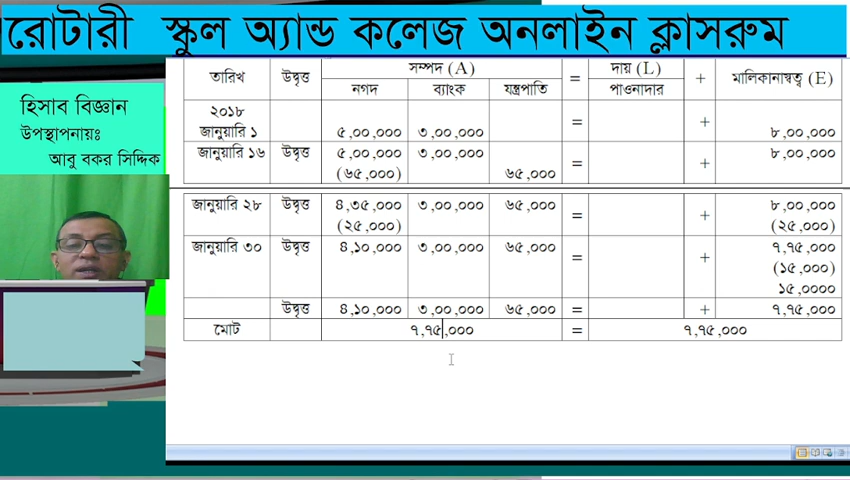 রোটারী স্কুল অ্যান্ড কলেজ অনলাইন ক্লাসরুম
হিসাব বিজ্ঞান
উপস্থাপনায়ঃ
আবু বকর সিদ্দিক
তারিখ উদ্বৃত্ত সম্পদ (A) = দায় (L) + মালিকানাস্বত্ব (E)
নগদ ব্যাংক যন্ত্রপাতি পাওনাদার
২০১৮
জানুয়ারি ১ ৫,০০,০০০ ৩,০০,০০০ = + ৮,০০,০০০
জানুয়ারি ১৬ উদ্বৃত্ত ৫,০০,০০০ ৩,০০,০০০ = + ৮,০০,০০০
(৬৫,০০০) ৬৫,০০০
জানুয়ারি ২৮ উদ্বৃত্ত ৪,৩৫,০০০ ৩,০০,০০০ ৬৫,০০০ = + ৮,০০,০০০
(২৫,০০০) (২৫,০০০)
জানুয়ারি ৩০ উদ্বৃত্ত ৪,১০,০০০ ৩,০০,০০০ ৬৫,০০০ = + ৭,৭৫,০০০
(১৫,০০০)
১৫,০০০০
উদ্বৃত্ত ৪,১০,০০০ ৩,০০,০০০ ৬৫,০০০ = + ৭,৭৫,০০০
মোট ৭,৭৫,০০০ = ৭,৭৫,০০০